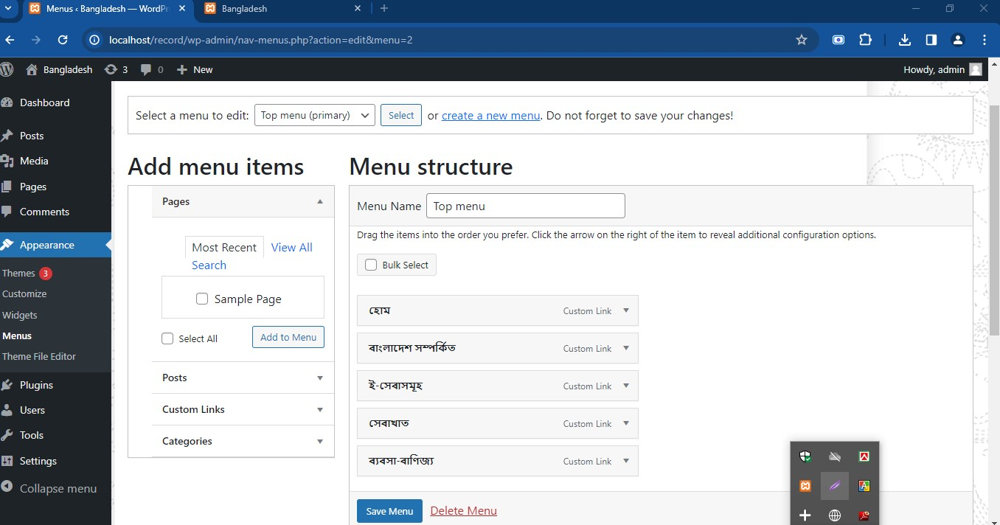 Menus ‹ Bangladesh — WordPr
Bangladesh
localhost/record/wp-admin/nav-menus.php?action=edit&menu=2
Bangladesh 3 0 New
Howdy, admin
Dashboard
Posts
Media
Pages
Comments
Appearance
Themes 3
Customize
Widgets
Menus
Theme File Editor
Plugins
Users
Tools
Settings
Collapse menu
Select a menu to edit: Top menu (primary) Select or create a new menu. Do not forget to save your changes!
Add menu items
Pages
Most Recent View All
Search
Sample Page
Select All Add to Menu
Posts
Custom Links
Categories
Menu structure
Menu Name Top menu
Drag the items into the order you prefer. Click the arrow on the right of the item to reveal additional configuration options.
Bulk Select
হোম Custom Link
বাংলাদেশ সম্পর্কিত Custom Link
ই-সেবাসমূহ Custom Link
সেবাখাত Custom Link
ব্যবসা-বাণিজ্য Custom Link
Save Menu Delete Menu